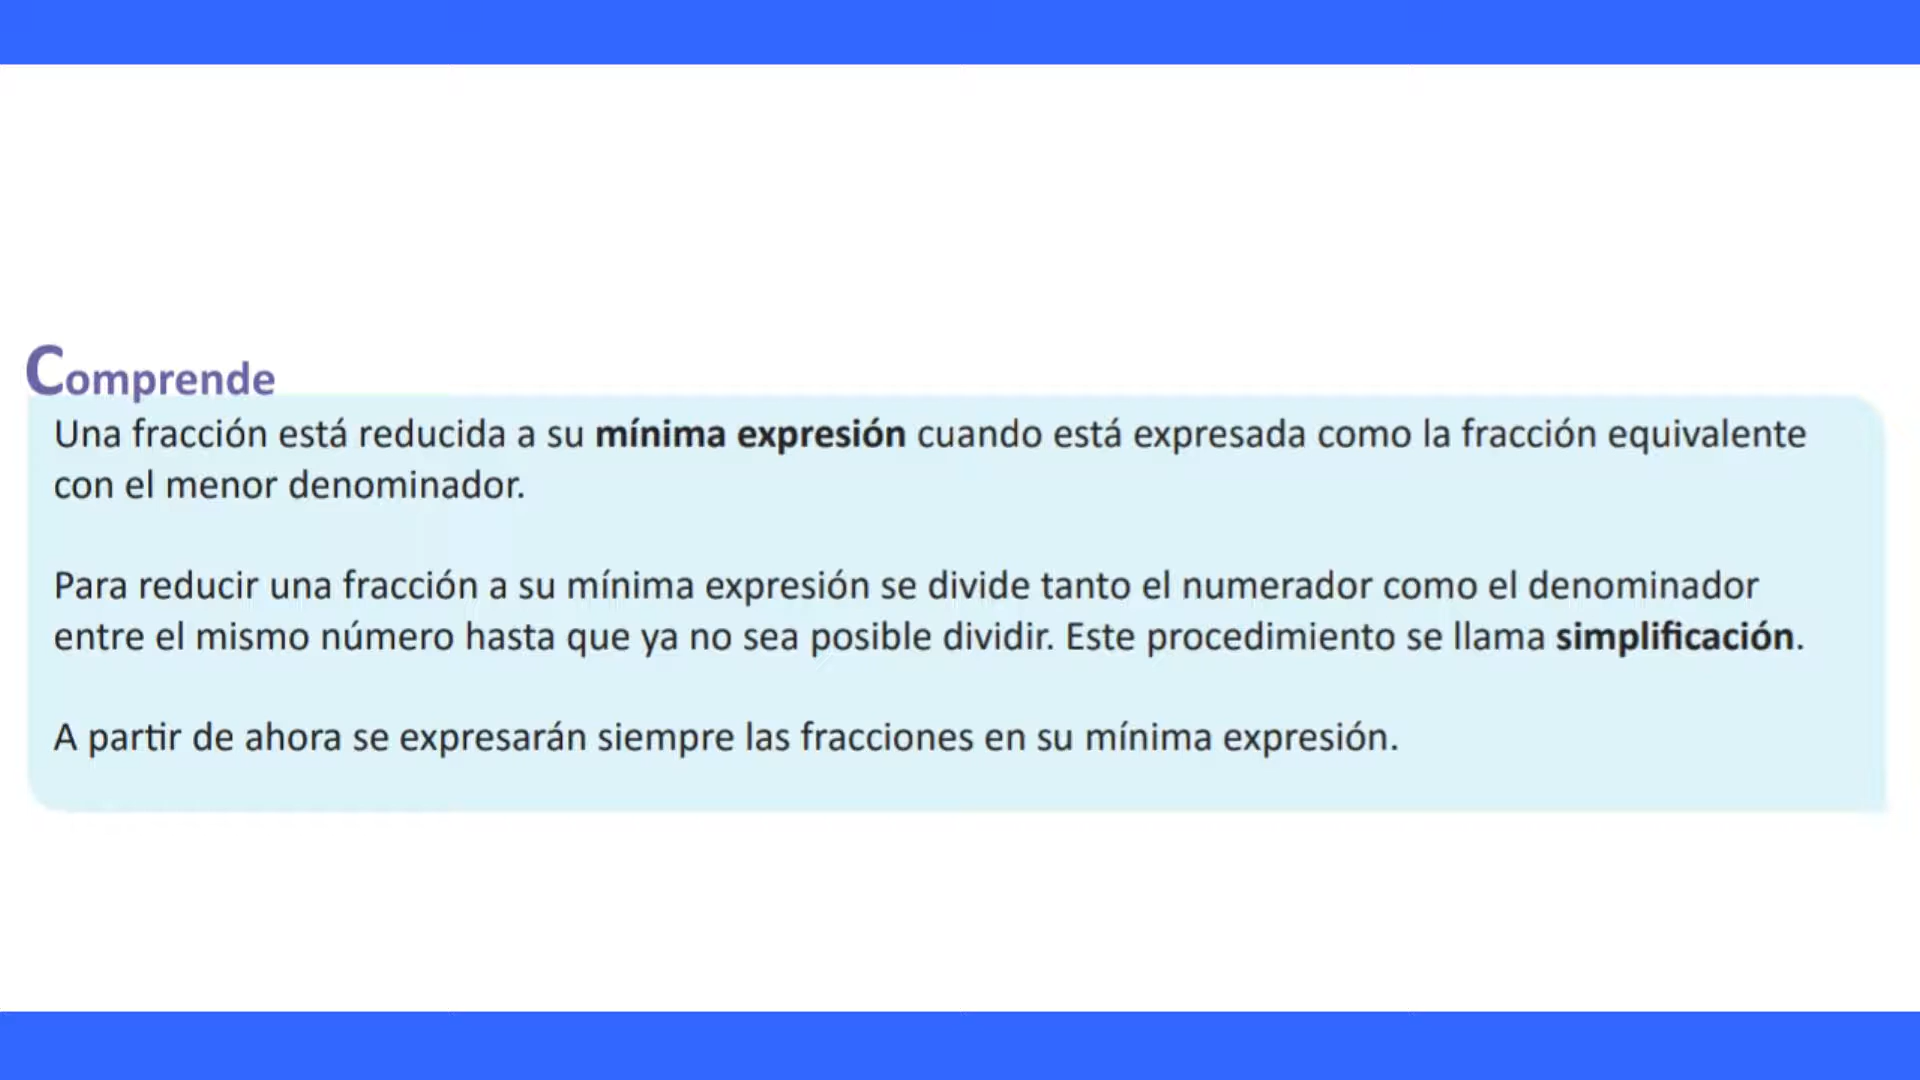 Comprende
Una fracción está reducida a su mínima expresión cuando está expresada como la fracción equivalente
con el menor denominador.
Para reducir una fracción a su mínima expresión se divide tanto el numerador como el denominador
entre el mismo número hasta que ya no sea posible dividir. Este procedimiento se llama simplificación.
A partir de ahora se expresarán siempre las fracciones en su mínima expresión.